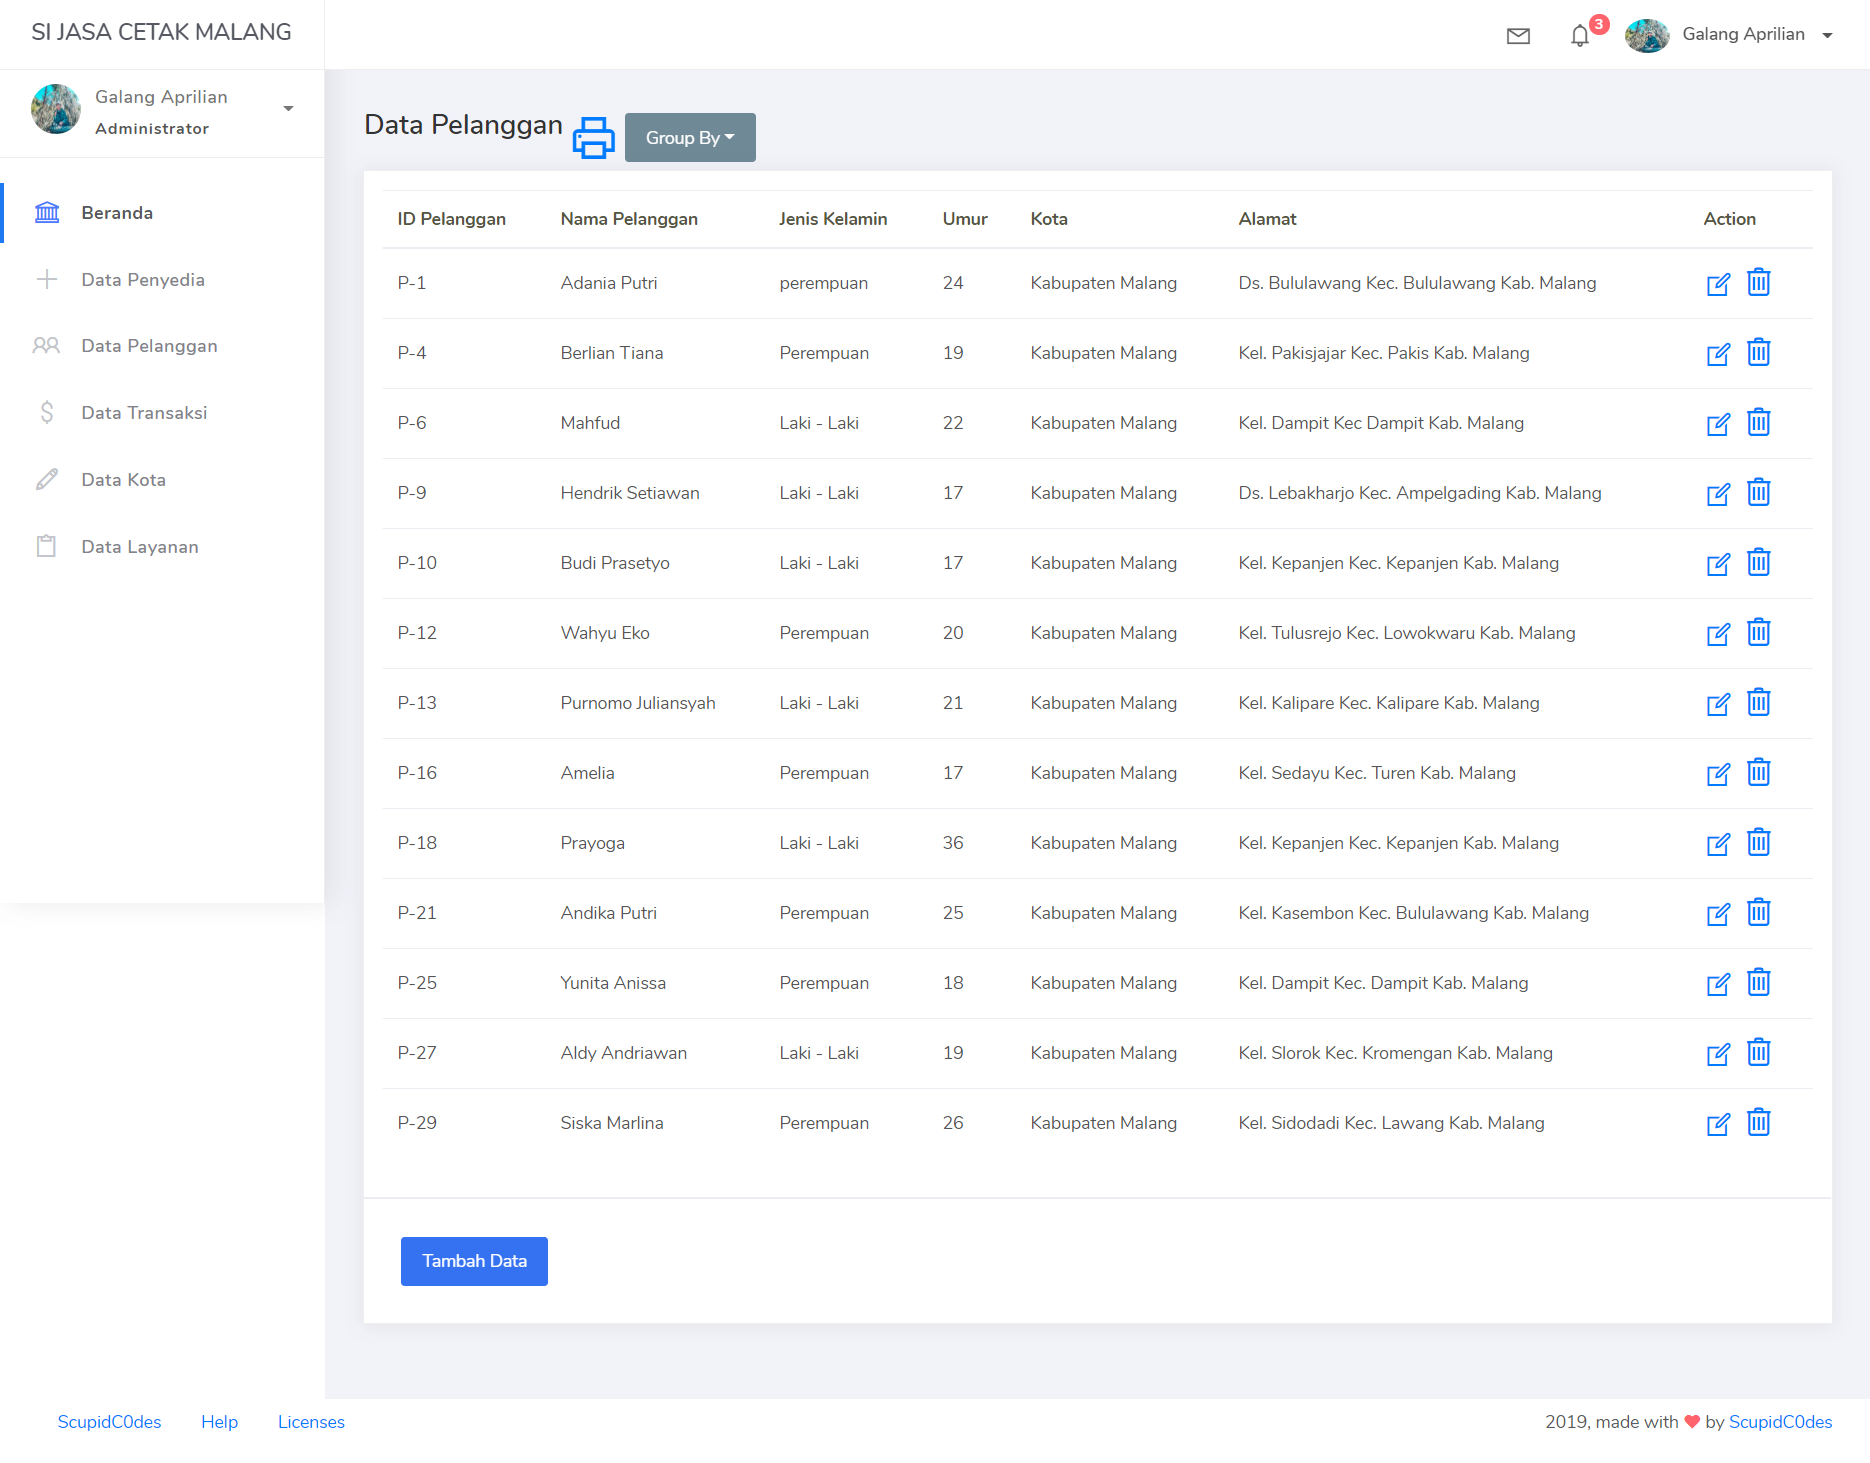 SI JASA CETAK MALANG
3
Galang Aprilian
Galang Aprilian
Administrator
Beranda
Data Penyedia
Data Pelanggan
Data Transaksi
Data Kota
Data Layanan
Data Pelanggan
Group By
ID Pelanggan Nama Pelanggan Jenis Kelamin Umur Kota Alamat Action
P-1 Adania Putri perempuan 24 Kabupaten Malang Ds. Bululawang Kec. Bululawang Kab. Malang
P-4 Berlian Tiana Perempuan 19 Kabupaten Malang Kel. Pakisjajar Kec. Pakis Kab. Malang
P-6 Mahfud Laki - Laki 22 Kabupaten Malang Kel. Dampit Kec Dampit Kab. Malang
P-9 Hendrik Setiawan Laki - Laki 17 Kabupaten Malang Ds. Lebakharjo Kec. Ampelgading Kab. Malang
P-10 Budi Prasetyo Laki - Laki 17 Kabupaten Malang Kel. Kepanjen Kec. Kepanjen Kab. Malang
P-12 Wahyu Eko Perempuan 20 Kabupaten Malang Kel. Tulusrejo Kec. Lowokwaru Kab. Malang
P-13 Purnomo Juliansyah Laki - Laki 21 Kabupaten Malang Kel. Kalipare Kec. Kalipare Kab. Malang
P-16 Amelia Perempuan 17 Kabupaten Malang Kel. Sedayu Kec. Turen Kab. Malang
P-18 Prayoga Laki - Laki 36 Kabupaten Malang Kel. Kepanjen Kec. Kepanjen Kab. Malang
P-21 Andika Putri Perempuan 25 Kabupaten Malang Kel. Kasembon Kec. Bululawang Kab. Malang
P-25 Yunita Anissa Perempuan 18 Kabupaten Malang Kel. Dampit Kec. Dampit Kab. Malang
P-27 Aldy Andriawan Laki - Laki 19 Kabupaten Malang Kel. Slorok Kec. Kromengan Kab. Malang
P-29 Siska Marlina Perempuan 26 Kabupaten Malang Kel. Sidodadi Kec. Lawang Kab. Malang
Tambah Data
ScupidC0des Help Licenses
2019, made with ❤ by ScupidC0des